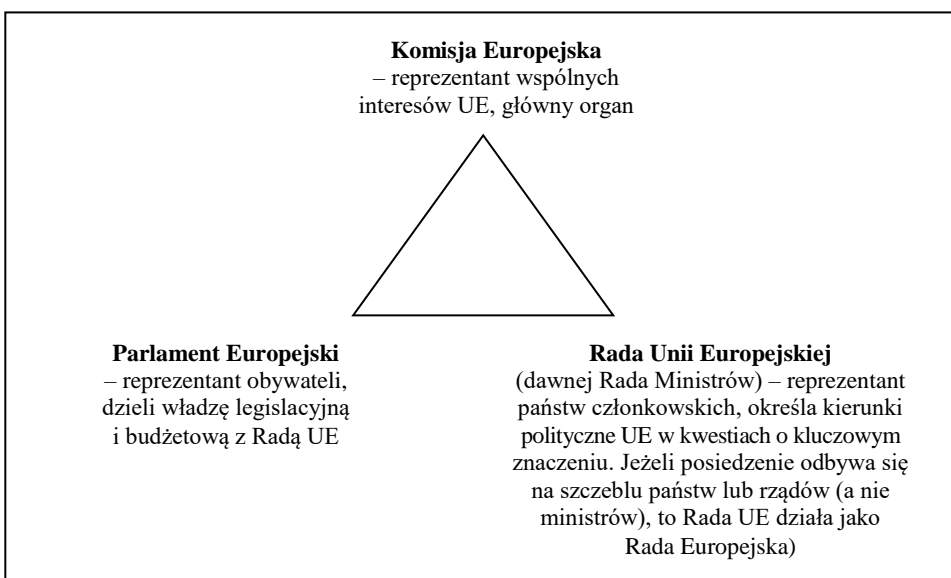 Komisja Europejska
– reprezentant wspólnych
interesów UE, główny organ
Parlament Europejski
– reprezentant obywateli,
dzieli władzę legislacyjną
i budżetową z Radą UE
Rada Unii Europejskiej
(dawnej Rada Ministrów) – reprezentant
państw członkowskich, określa kierunki
polityczne UE w kwestiach o kluczowym
znaczeniu. Jeżeli posiedzenie odbywa się
na szczeblu państw lub rządów (a nie
ministrów), to Rada UE działa jako
Rada Europejska)